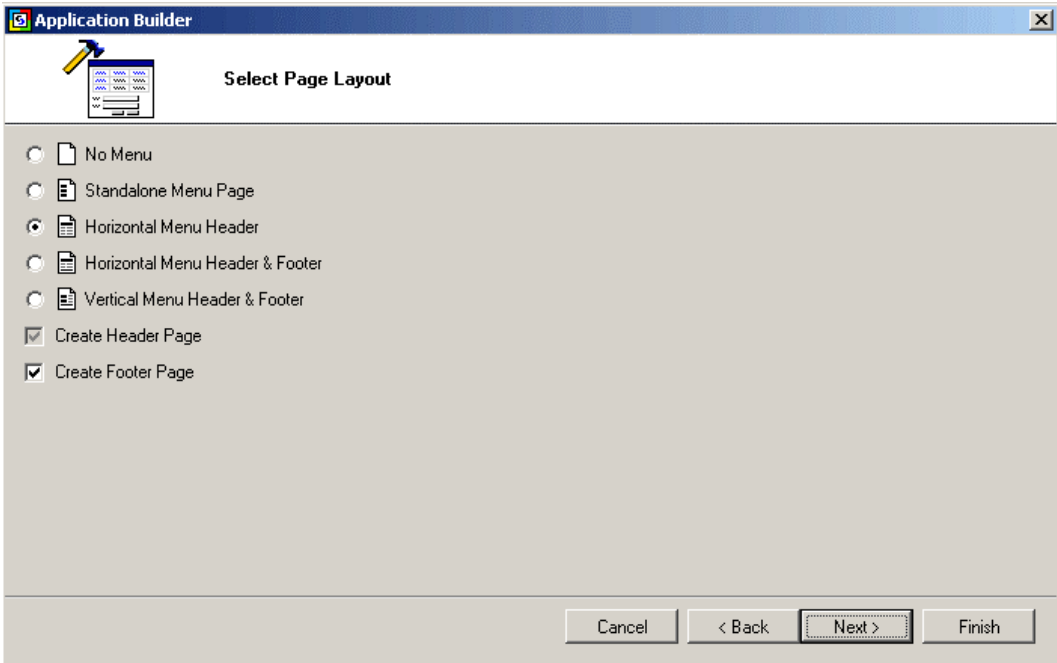 Application Builder
Select Page Layout
No Menu
Standalone Menu Page
Horizontal Menu Header
Horizontal Menu Header & Footer
Vertical Menu Header & Footer
Create Header Page
Create Footer Page
Cancel < Back Next > Finish